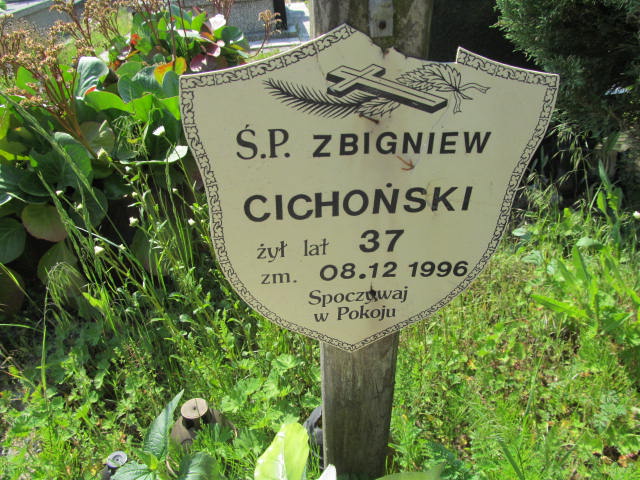 Ś.P. ZBIGNIEW
CICHOŃSKI
żył lat 37
zm. 08.12 1996
Spoczywaj
w Pokoju